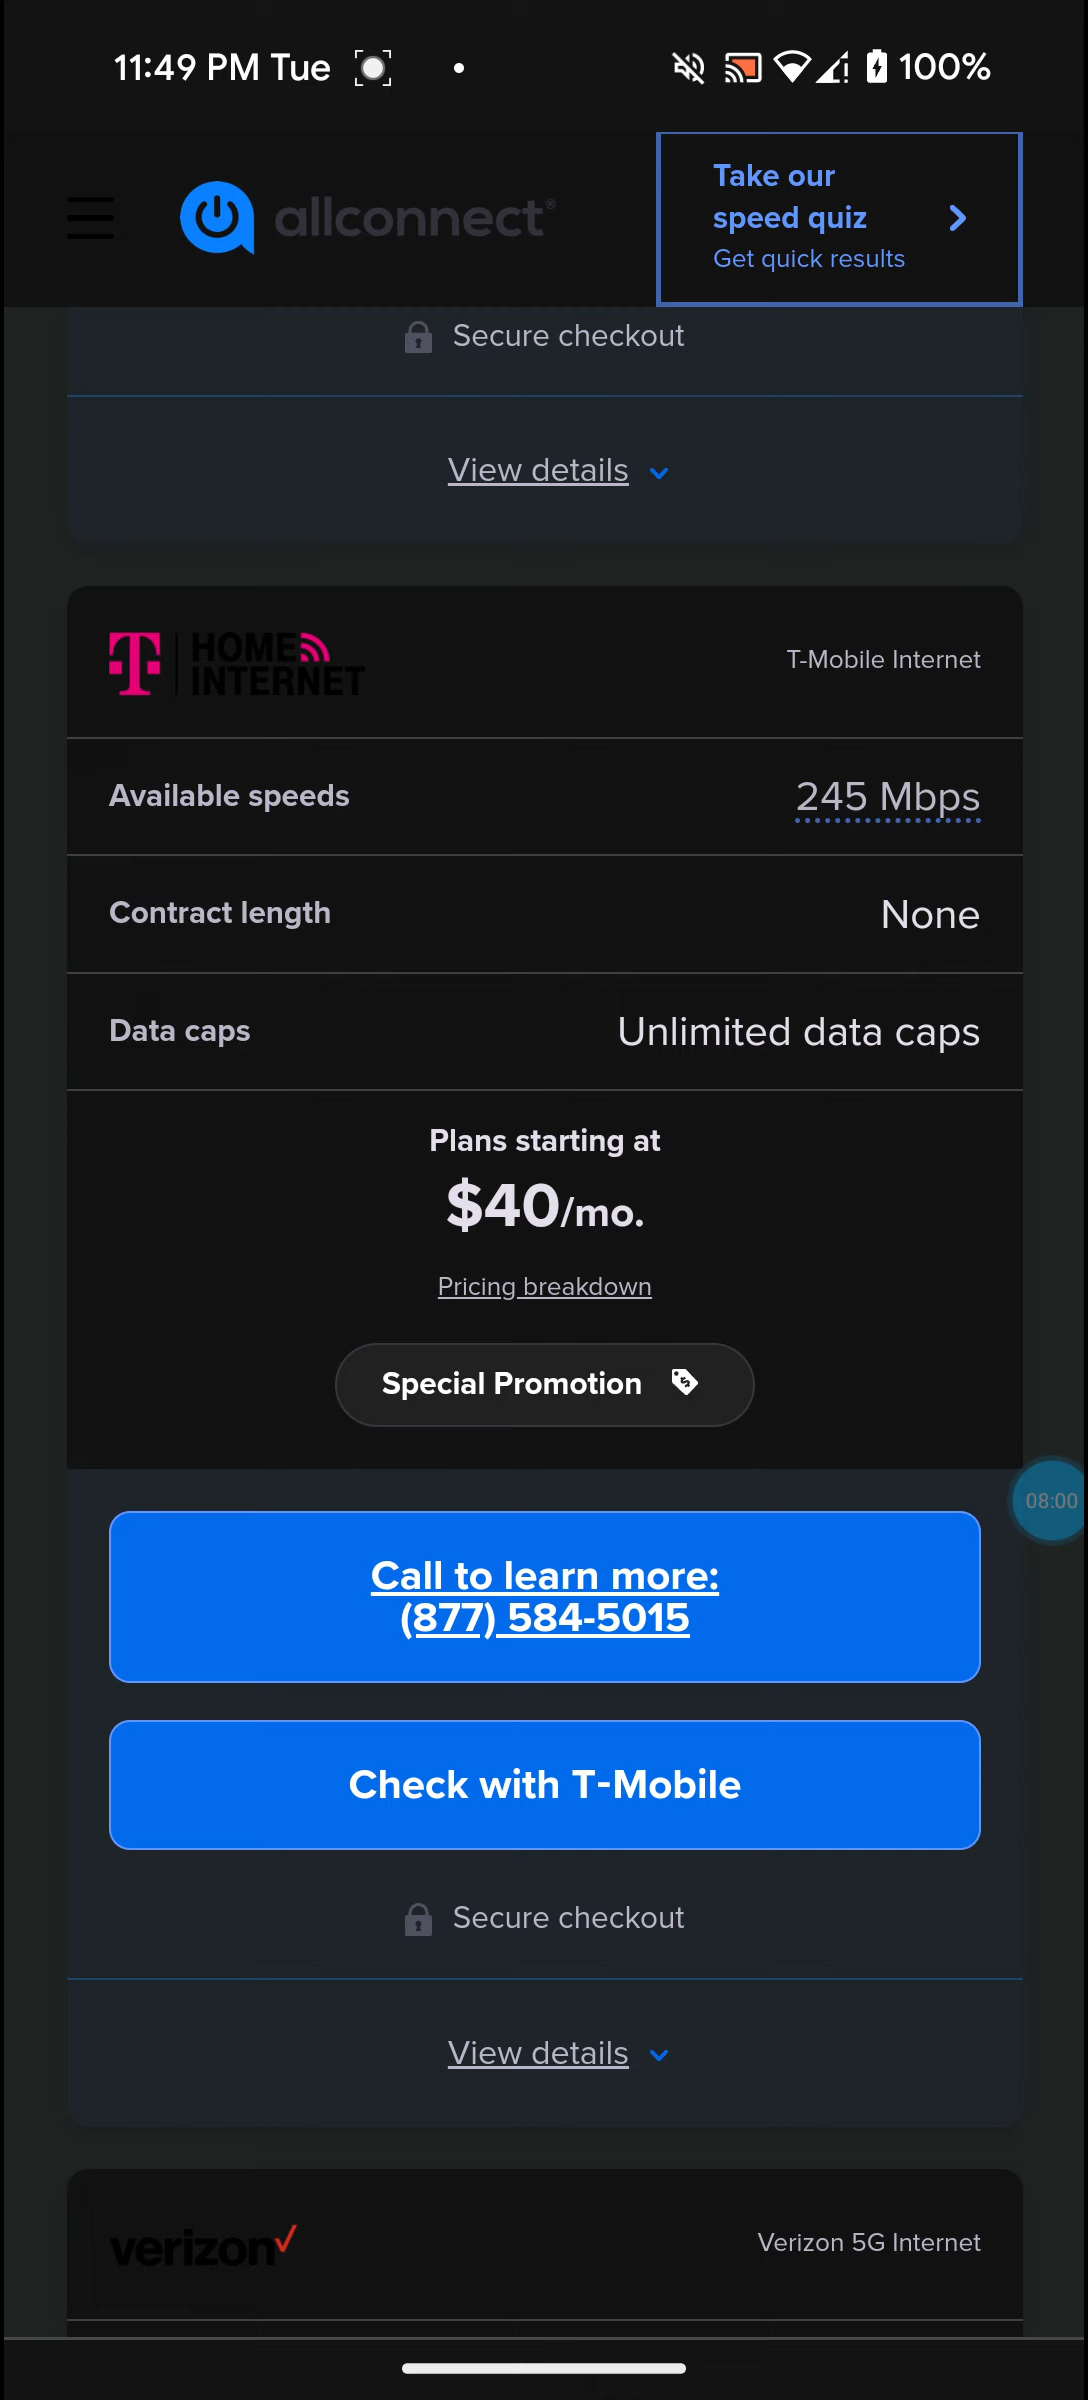 11:49 PM Tue
100%
allconnect®
Take our
speed quiz
Get quick results
Secure checkout
View details
T HOME
INTERNET
T-Mobile Internet
Available speeds
245 Mbps
Contract length
None
Data caps
Unlimited data caps
Plans starting at
$40/mo.
Pricing breakdown
Special Promotion
08:00
Call to learn more:
(877) 584-5015
Check with T-Mobile
Secure checkout
View details
verizon
Verizon 5G Internet